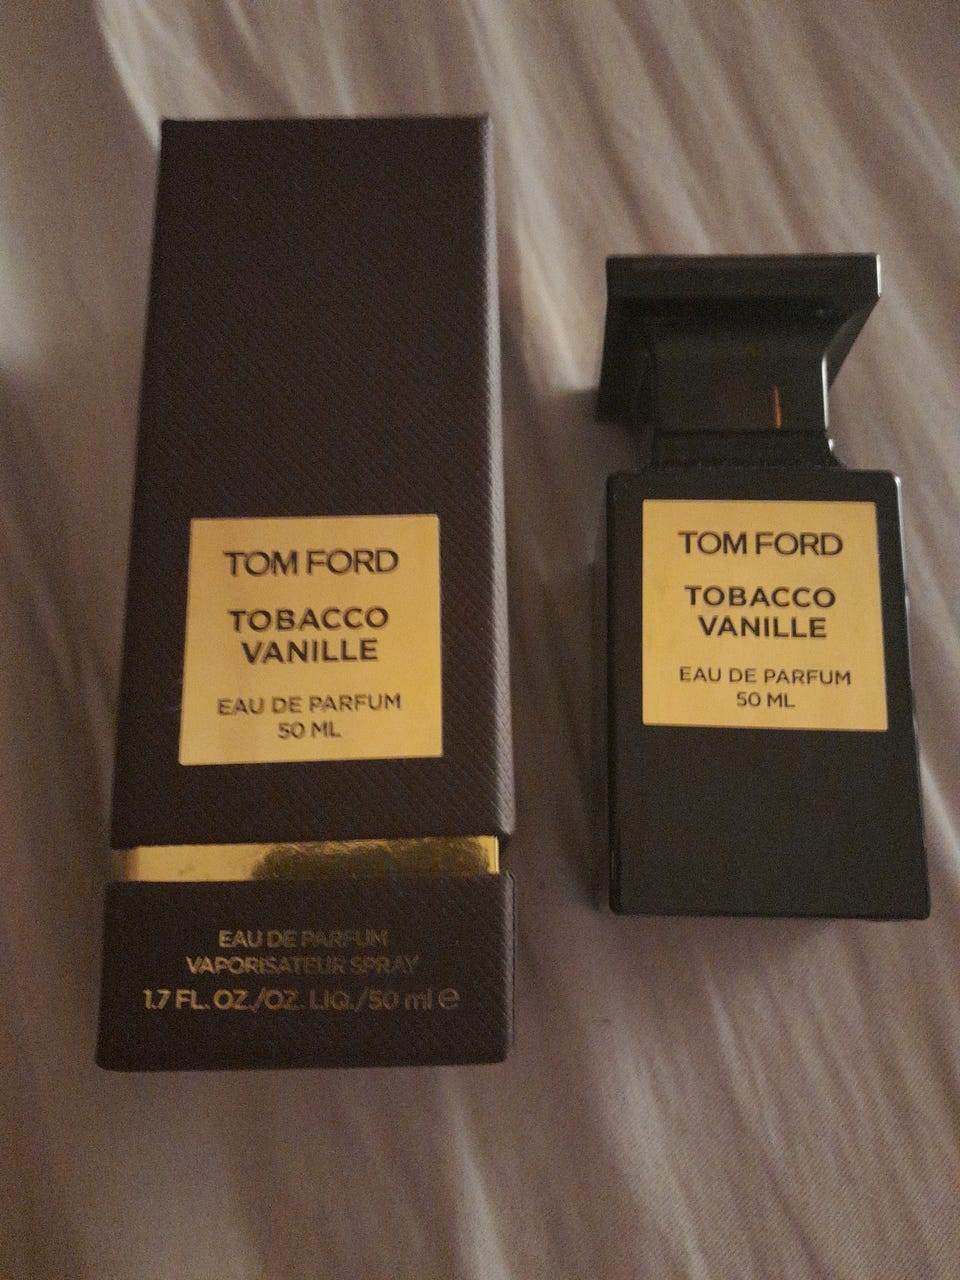 TOM FORD
TOBACCO
VANILLE
EAU DE PARFUM
50 ML
EAU DE PARFUM
VAPORISATEUR SPRAY
1.7 FL. OZ./OZ. LIQ./50 ml e
TOM FORD
TOBACCO
VANILLE
EAU DE PARFUM
50 ML